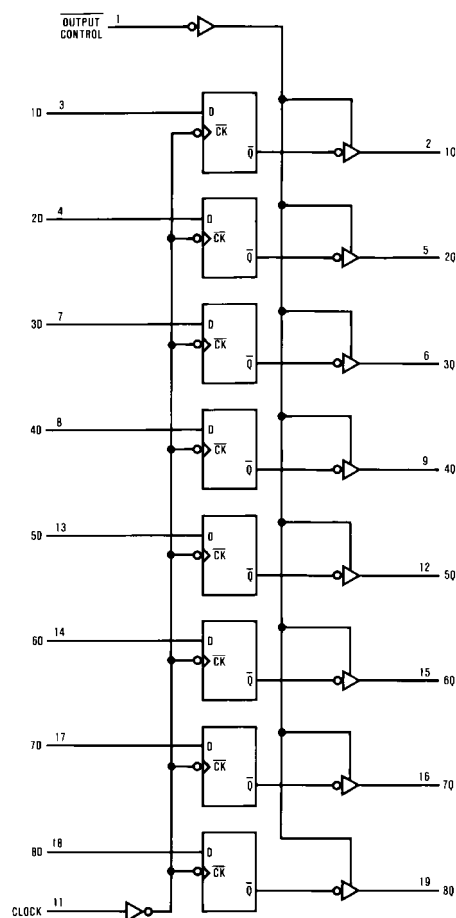 OUTPUT CONTROL 1
1D 3 D CK Q 2 1Q
2D 4 D CK Q 5 2Q
3D 7 D CK Q 6 3Q
4D 8 D CK Q 9 4Q
5D 13 D CK Q 12 5Q
6D 14 D CK Q 15 6Q
7D 17 D CK Q 16 7Q
8D 18 D CK Q 19 8Q
CLOCK 11